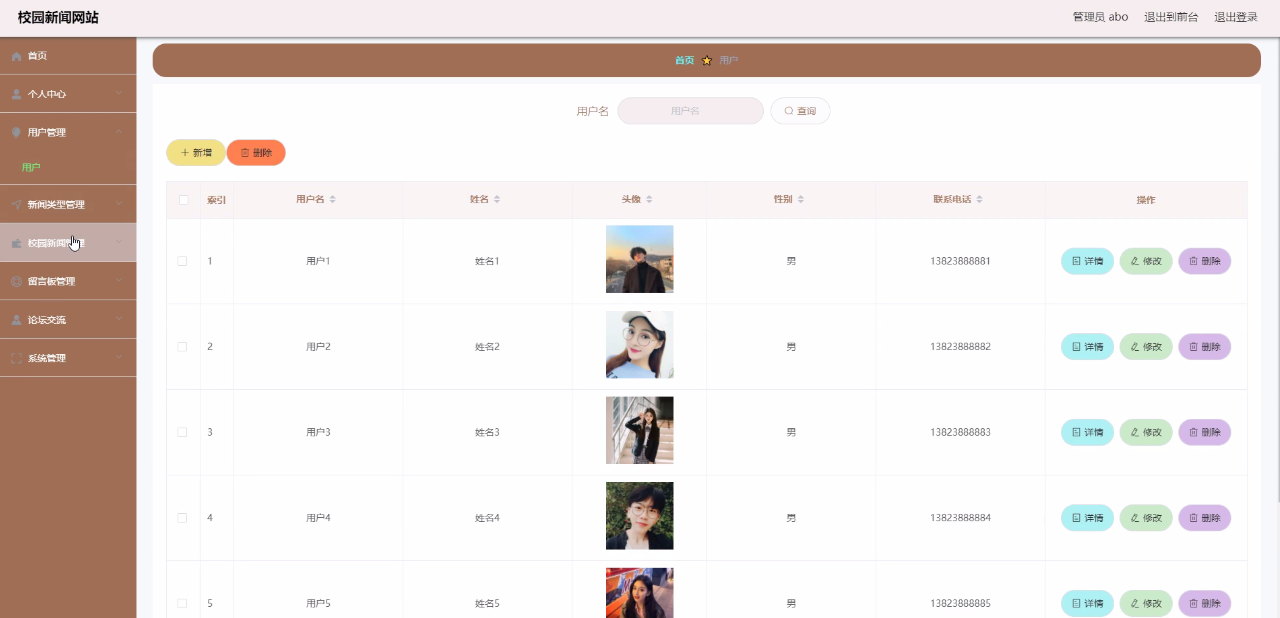 校园新闻网站
管理员 abo 退出到前台 退出登录
首页
个人中心
用户管理
用户
新闻类型管理
校园新闻管理
留言板管理
论坛交流
系统管理
首页 用户
用户名 用户名 查询
新增 删除
索引 用户名 姓名 头像 性别 联系电话 操作
1 用户1 姓名1 男 13823888881 详情 修改 删除
2 用户2 姓名2 男 13823888882 详情 修改 删除
3 用户3 姓名3 男 13823888883 详情 修改 删除
4 用户4 姓名4 男 13823888884 详情 修改 删除
5 用户5 姓名5 男 13823888885 详情 修改 删除